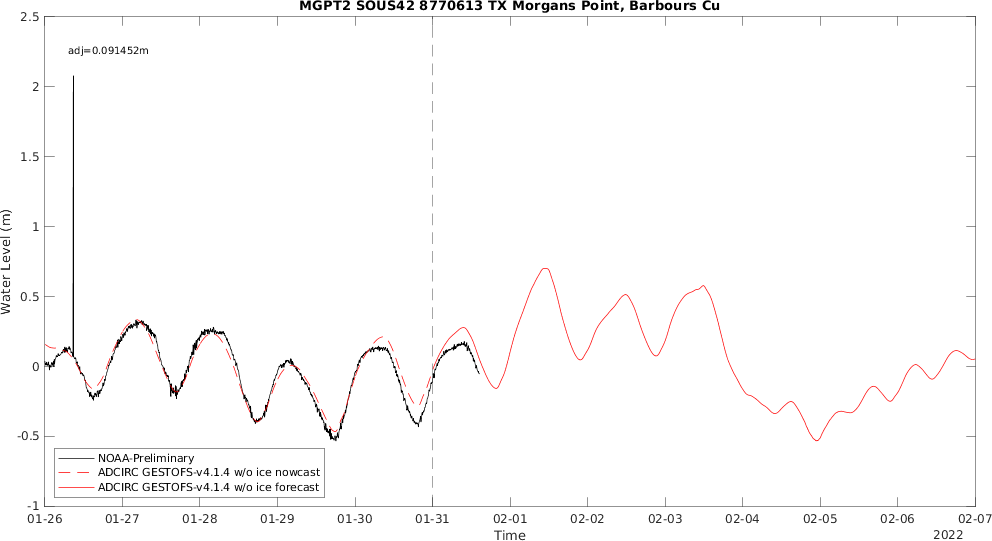 MGPT2 SOUS42 8770613 TX Morgans Point, Barbours Cu
adj=0.091452m
Water Level (m)
2.5
2
1.5
1
0.5
0
-0.5
-1
NOAA-Preliminary
ADCIRC GESTOFS-v4.1.4 w/o ice nowcast
ADCIRC GESTOFS-v4.1.4 w/o ice forecast
01-26 01-27 01-28 01-29 01-30 01-31 02-01 02-02 02-03 02-04 02-05 02-06 02-07
Time
2022